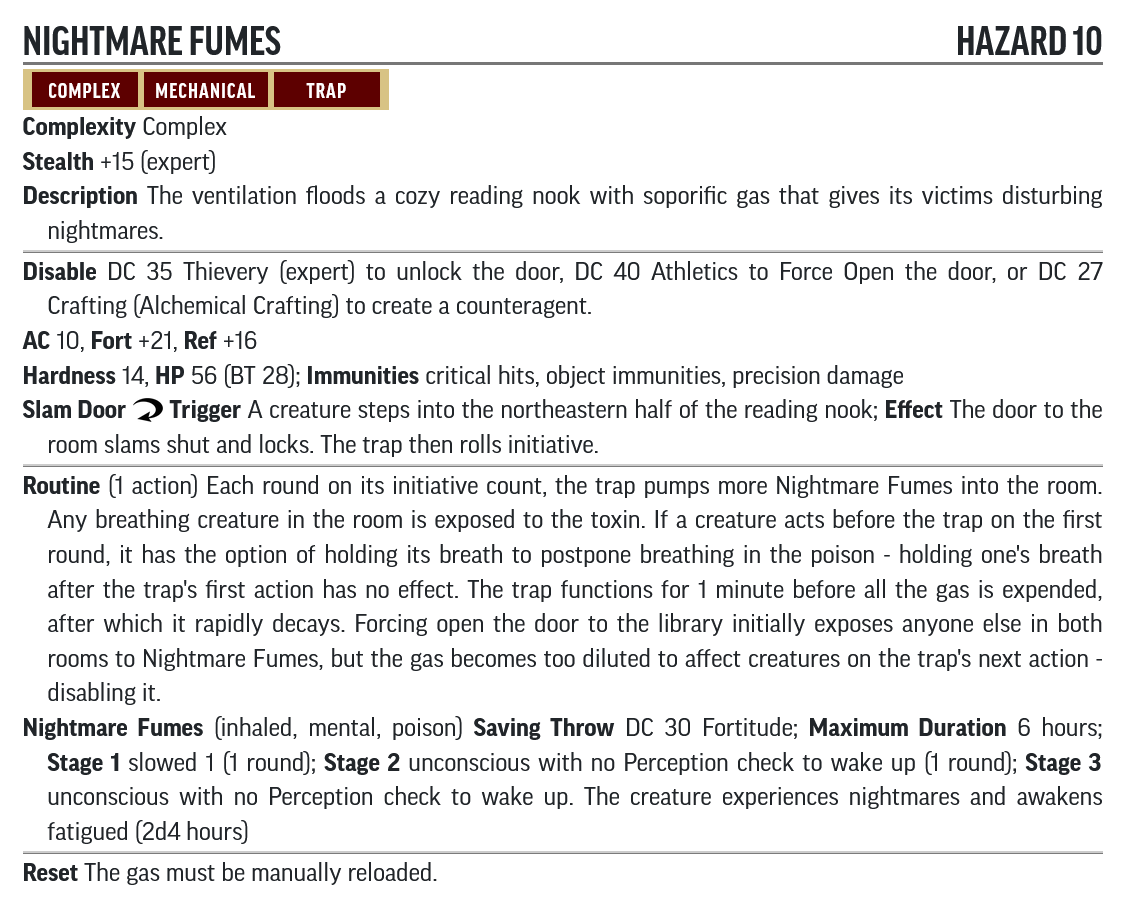 NIGHTMARE FUMES HAZARD 10
COMPLEX MECHANICAL TRAP
Complexity Complex
Stealth +15 (expert)
Description The ventilation floods a cozy reading nook with soporific gas that gives its victims disturbing
nightmares.
Disable DC 35 Thievery (expert) to unlock the door, DC 40 Athletics to Force Open the door, or DC 27
Crafting (Alchemical Crafting) to create a counteragent.
AC 10, Fort +21, Ref +16
Hardness 14, HP 56 (BT 28); Immunities critical hits, object immunities, precision damage
Slam Door Trigger A creature steps into the northeastern half of the reading nook; Effect The door to the
room slams shut and locks. The trap then rolls initiative.
Routine (1 action) Each round on its initiative count, the trap pumps more Nightmare Fumes into the room.
Any breathing creature in the room is exposed to the toxin. If a creature acts before the trap on the first
round, it has the option of holding its breath to postpone breathing in the poison - holding one's breath
after the trap's first action has no effect. The trap functions for 1 minute before all the gas is expended,
after which it rapidly decays. Forcing open the door to the library initially exposes anyone else in both
rooms to Nightmare Fumes, but the gas becomes too diluted to affect creatures on the trap's next action -
disabling it.
Nightmare Fumes (inhaled, mental, poison) Saving Throw DC 30 Fortitude; Maximum Duration 6 hours;
Stage 1 slowed 1 (1 round); Stage 2 unconscious with no Perception check to wake up (1 round); Stage 3
unconscious with no Perception check to wake up. The creature experiences nightmares and awakens
fatigued (2d4 hours)
Reset The gas must be manually reloaded.